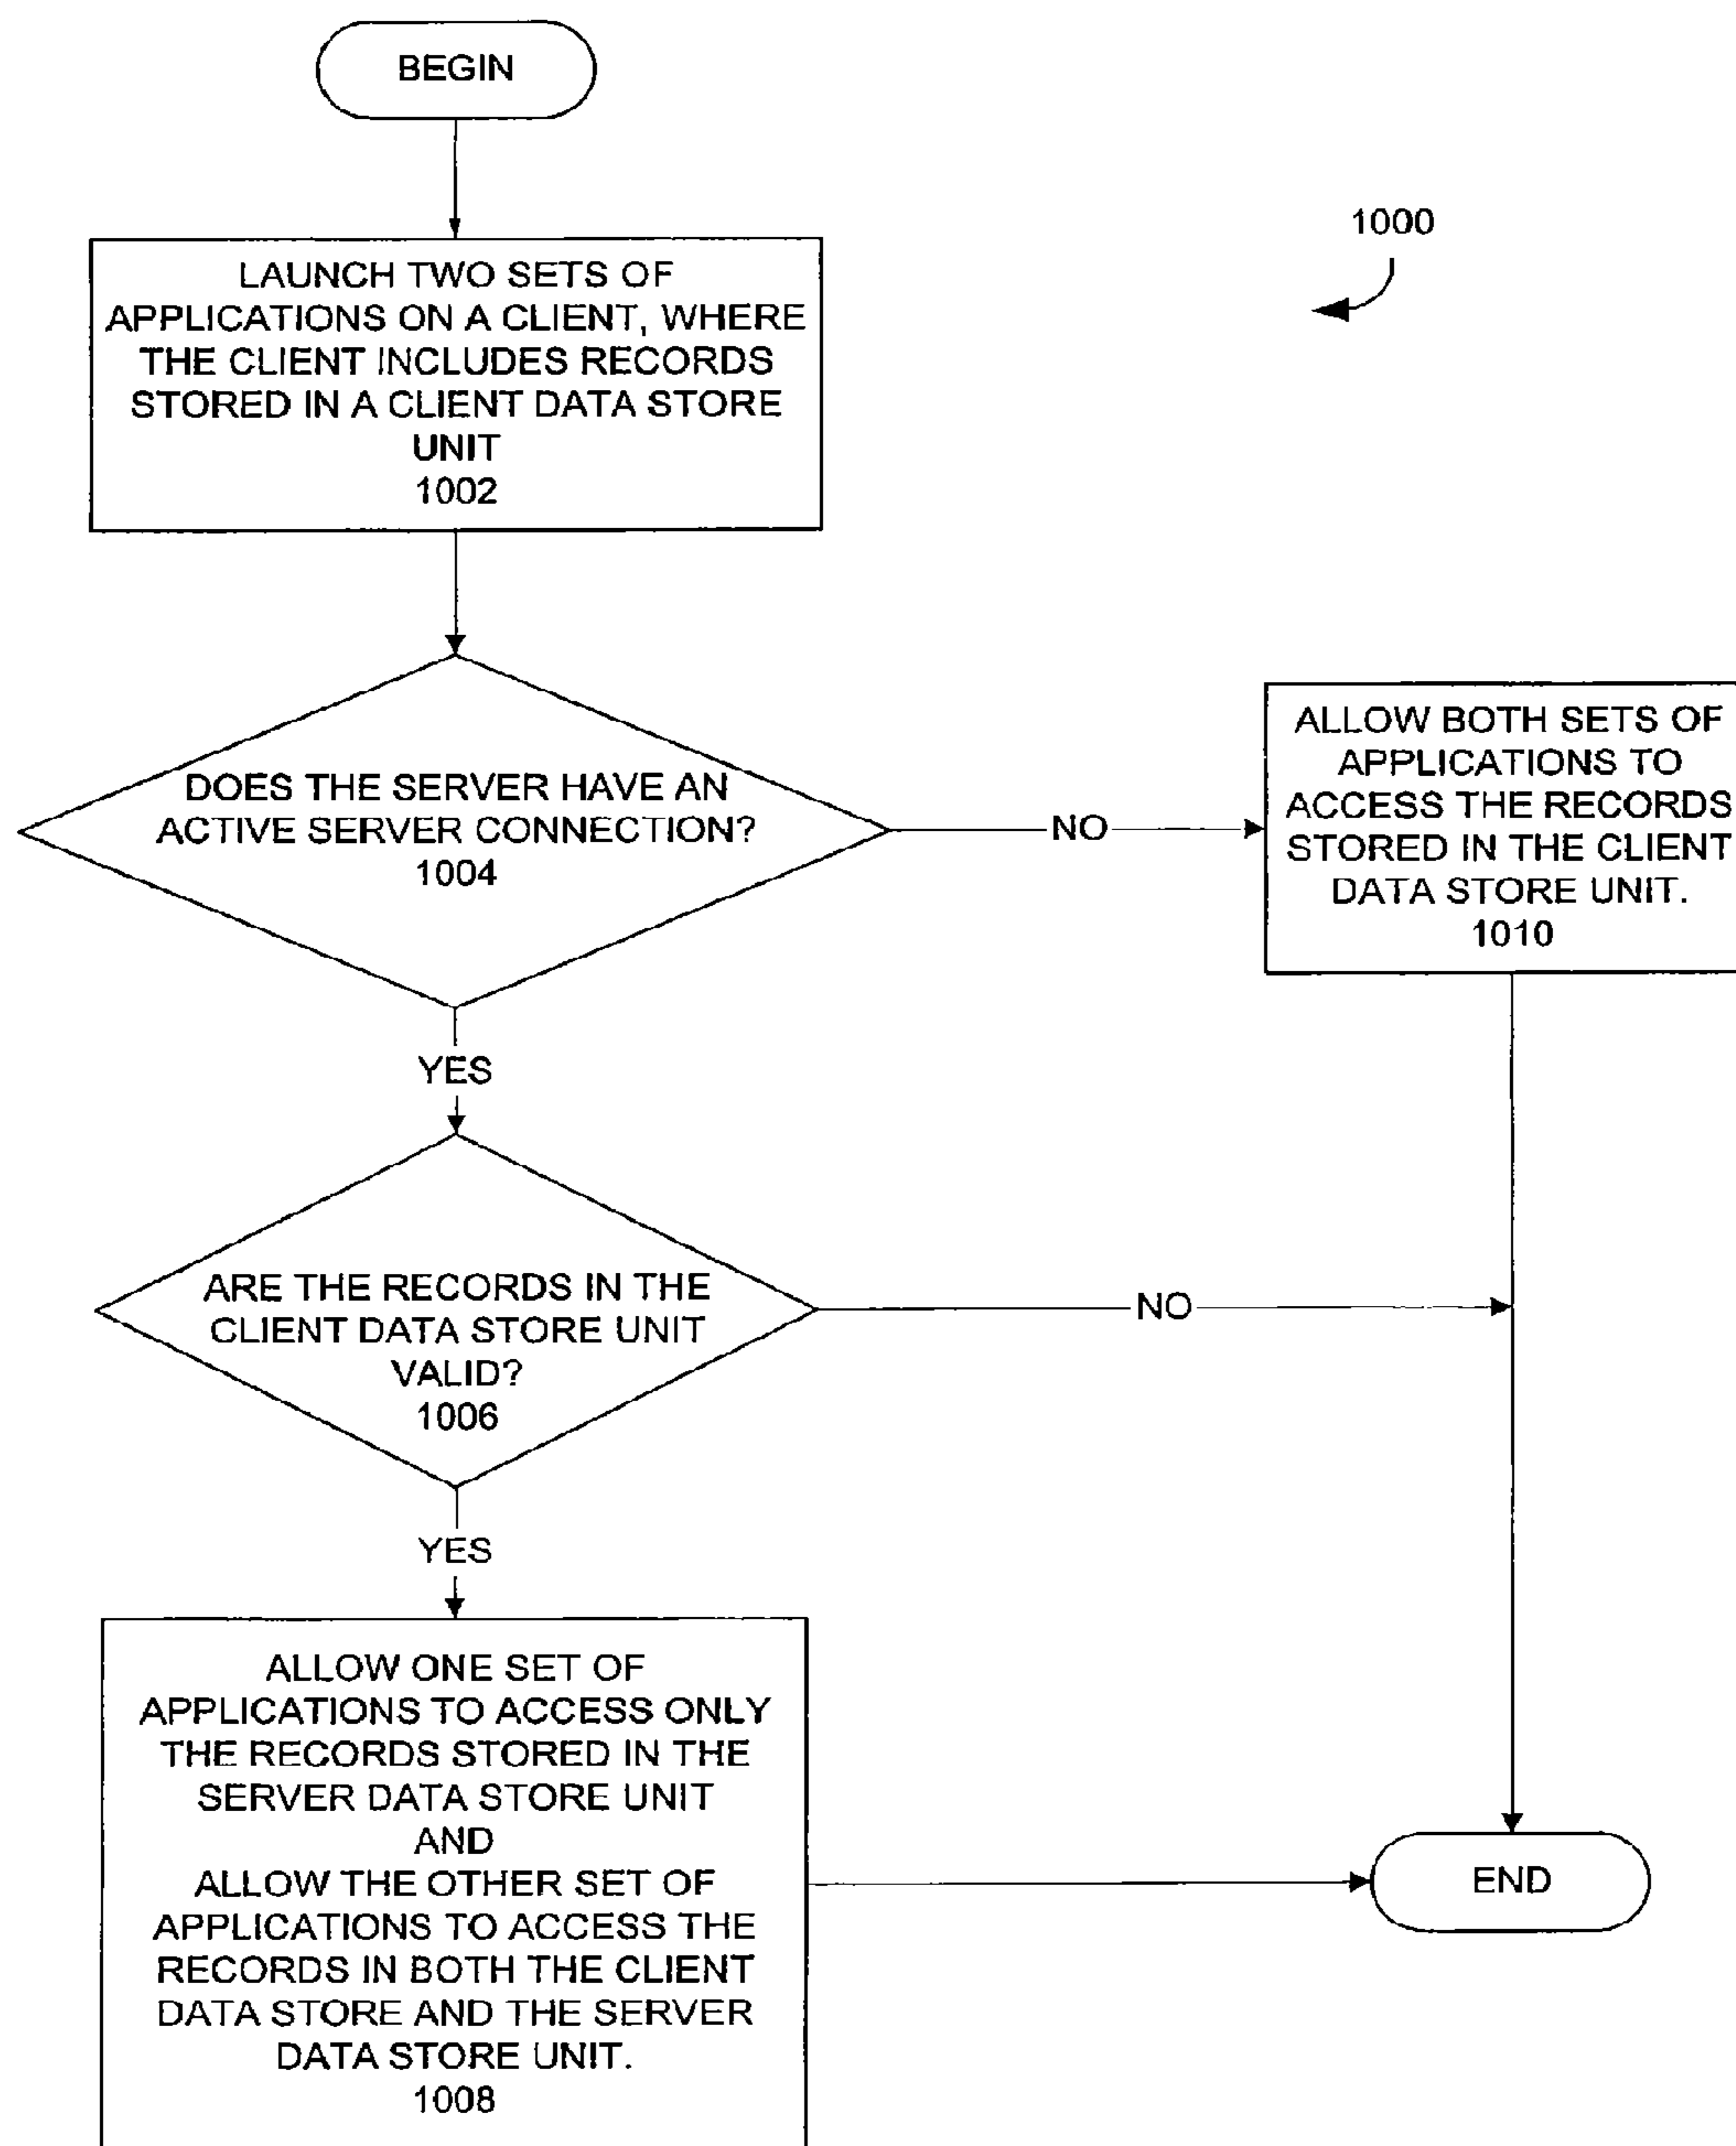 BEGIN
1000
LAUNCH TWO SETS OF
APPLICATIONS ON A CLIENT, WHERE
THE CLIENT INCLUDES RECORDS
STORED IN A CLIENT DATA STORE
UNIT
1002
DOES THE SERVER HAVE AN
ACTIVE SERVER CONNECTION?
1004
NO
ALLOW BOTH SETS OF
APPLICATIONS TO
ACCESS THE RECORDS
STORED IN THE CLIENT
DATA STORE UNIT.
1010
YES
ARE THE RECORDS IN THE
CLIENT DATA STORE UNIT
VALID?
1006
NO
YES
ALLOW ONE SET OF
APPLICATIONS TO ACCESS ONLY
THE RECORDS STORED IN THE
SERVER DATA STORE UNIT
AND
ALLOW THE OTHER SET OF
APPLICATIONS TO ACCESS THE
RECORDS IN BOTH THE CLIENT
DATA STORE AND THE SERVER
DATA STORE UNIT.
1008
END